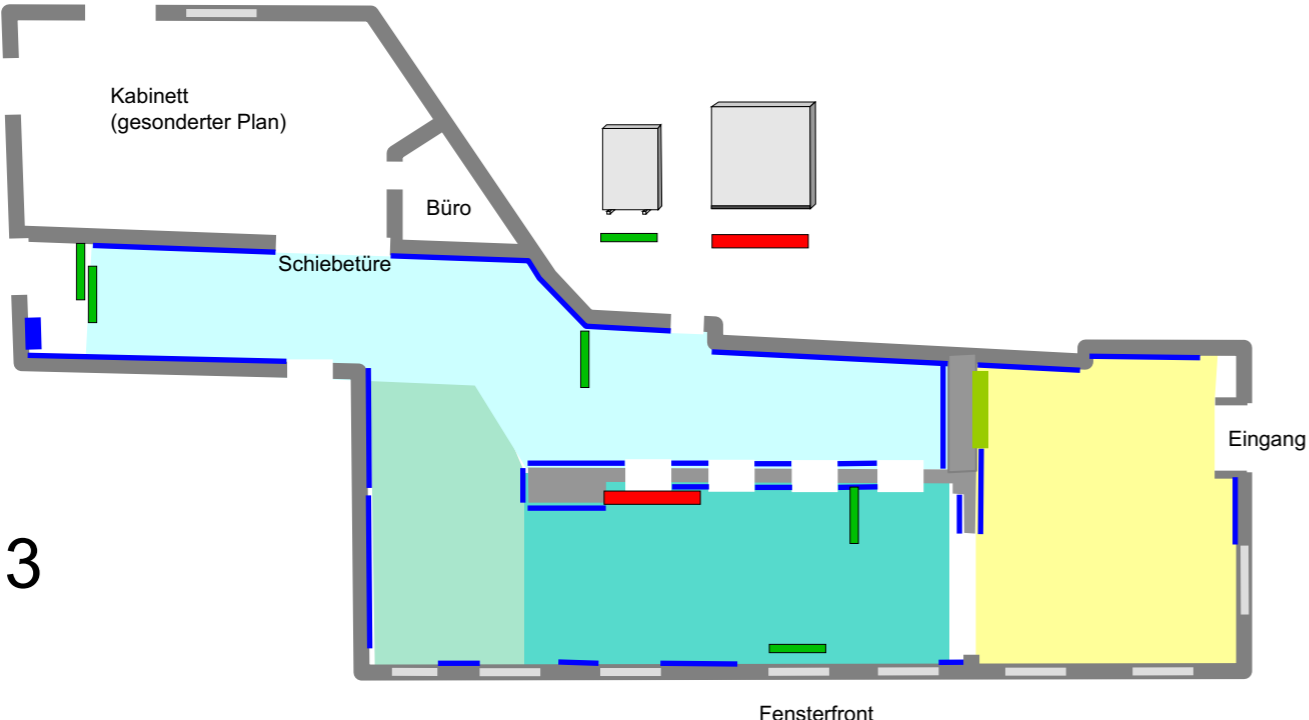 Kabinett
(gesonderter Plan)
Büro
Schiebetüre
Eingang
3
Fensterfront